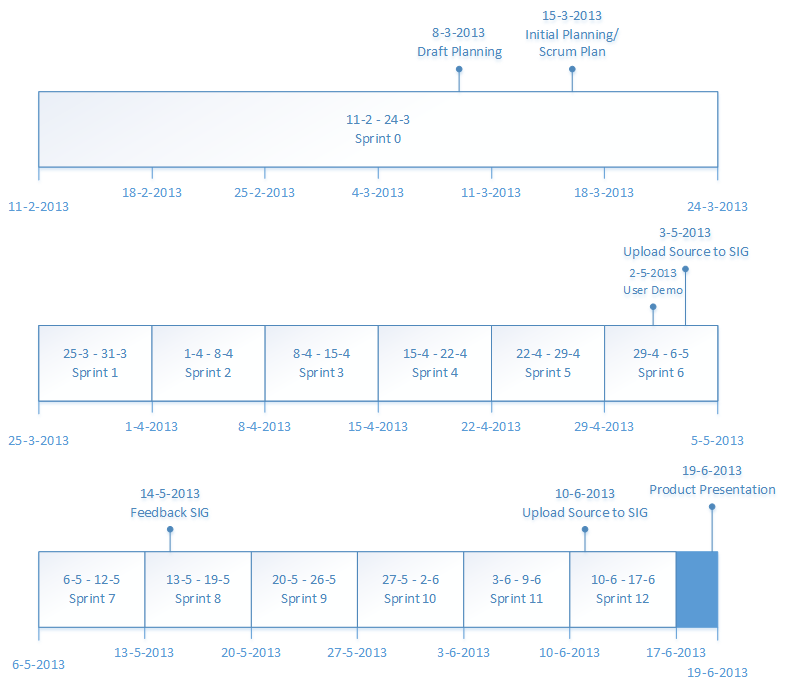 15-3-2013
8-3-2013
Initial Planning/
Draft Planning
Scrum Plan
11-2 - 24-3
Sprint 0
18-2-2013
25-2-2013
4-3-2013
11-3-2013
18-3-2013
11-2-2013
24-3-2013
3-5-2013
Upload Source to SIG
2-5-2013
User Demo
25-3 - 31-3
Sprint 1
1-4 - 8-4
Sprint 2
8-4 - 15-4
Sprint 3
15-4 - 22-4
Sprint 4
22-4 - 29-4
Sprint 5
29-4 - 6-5
Sprint 6
1-4-2013
8-4-2013
15-4-2013
22-4-2013
29-4-2013
25-3-2013
5-5-2013
19-6-2013
Product Presentation
14-5-2013
Feedback SIG
10-6-2013
Upload Source to SIG
6-5 - 12-5
Sprint 7
13-5 - 19-5
Sprint 8
20-5 - 26-5
Sprint 9
27-5 - 2-6
Sprint 10
3-6 - 9-6
Sprint 11
10-6 - 17-6
Sprint 12
13-5-2013
20-5-2013
27-5-2013
3-6-2013
10-6-2013
17-6-2013
6-5-2013
19-6-2013